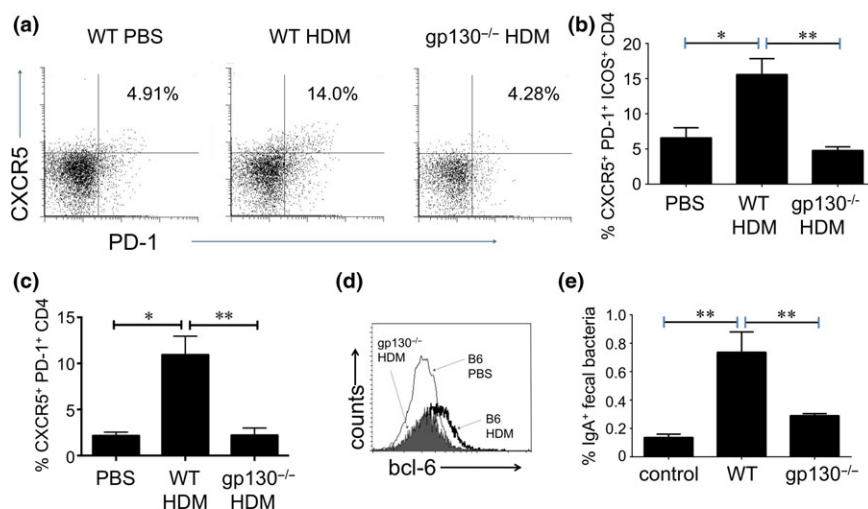 (a)
WT PBS
WT HDM
gp130–/– HDM
4.91%
14.0%
4.28%
CXCR5
PD-1
(b)
% CXCR5+ PD-1+ ICOS+ CD4
20
15
10
5
0
*
**
PBS
WT HDM
gp130–/– HDM
(c)
% CXCR5+ PD-1+ CD4
15
10
5
0
*
**
PBS
WT HDM
gp130–/– HDM
(d)
gp130–/– HDM
B6 PBS
B6 HDM
counts
bcl-6
(e)
% IgA+ fecal bacteria
1.0
0.8
0.6
0.4
0.2
0
**
**
control
WT
gp130–/–